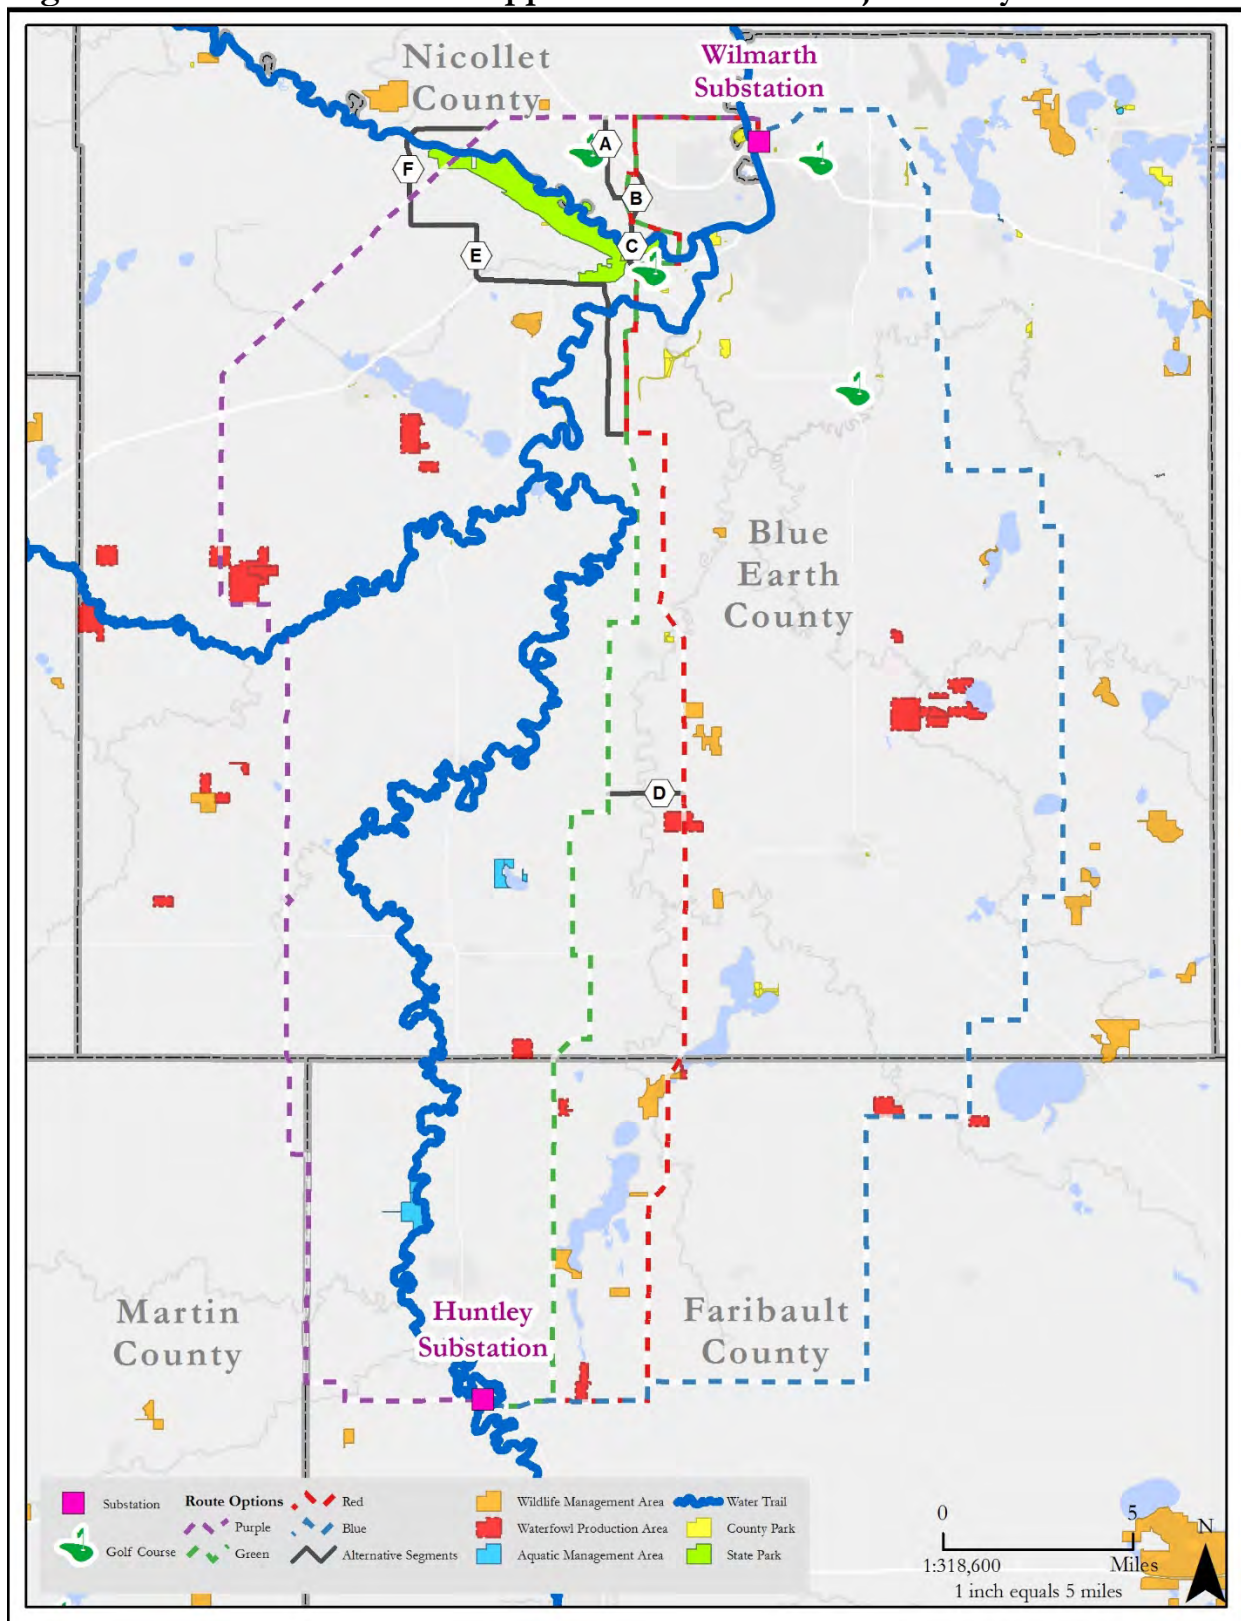 Nicollet
County
Wilmarth
Substation
A
F
B
C
E
Blue
Earth
County
D
Martin
County
Huntley
Substation
Faribault
County
Substation
Golf Course
Route Options
Purple
Green
Red
Blue
Alternative Segments
Wildlife Management Area
Waterfowl Production Area
Aquatic Management Area
Water Trail
County Park
State Park
0 5
1:318,600 Miles
1 inch equals 5 miles
N